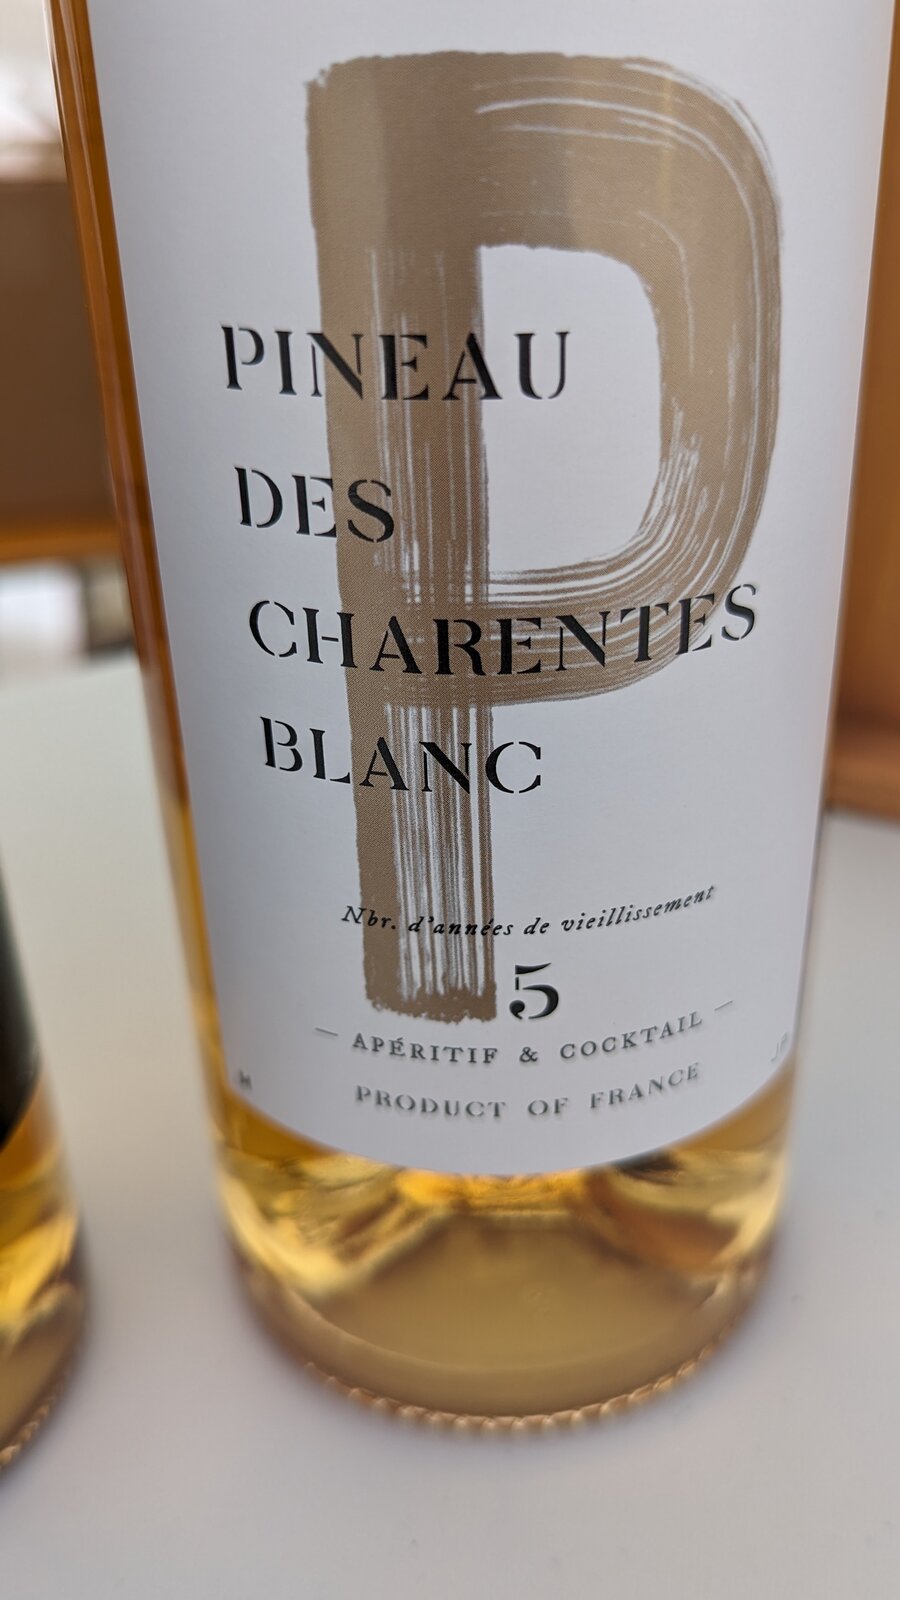 P
PINEAU
DES
CHARENTES
BLANC
Nbr. d'années de vieillissement
5
— APÉRITIF & COCKTAIL —
PRODUCT OF FRANCE